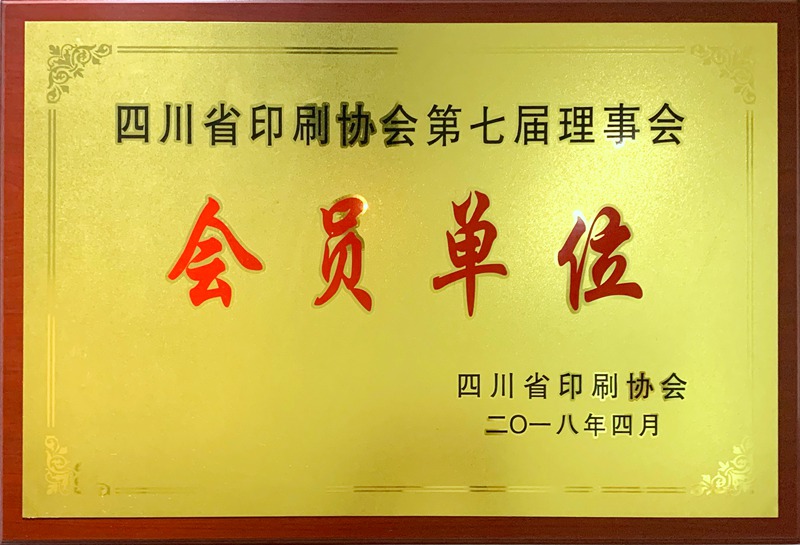 四川省印刷协会第七届理事会
会员单位
四川省印刷协会
二〇一八年四月